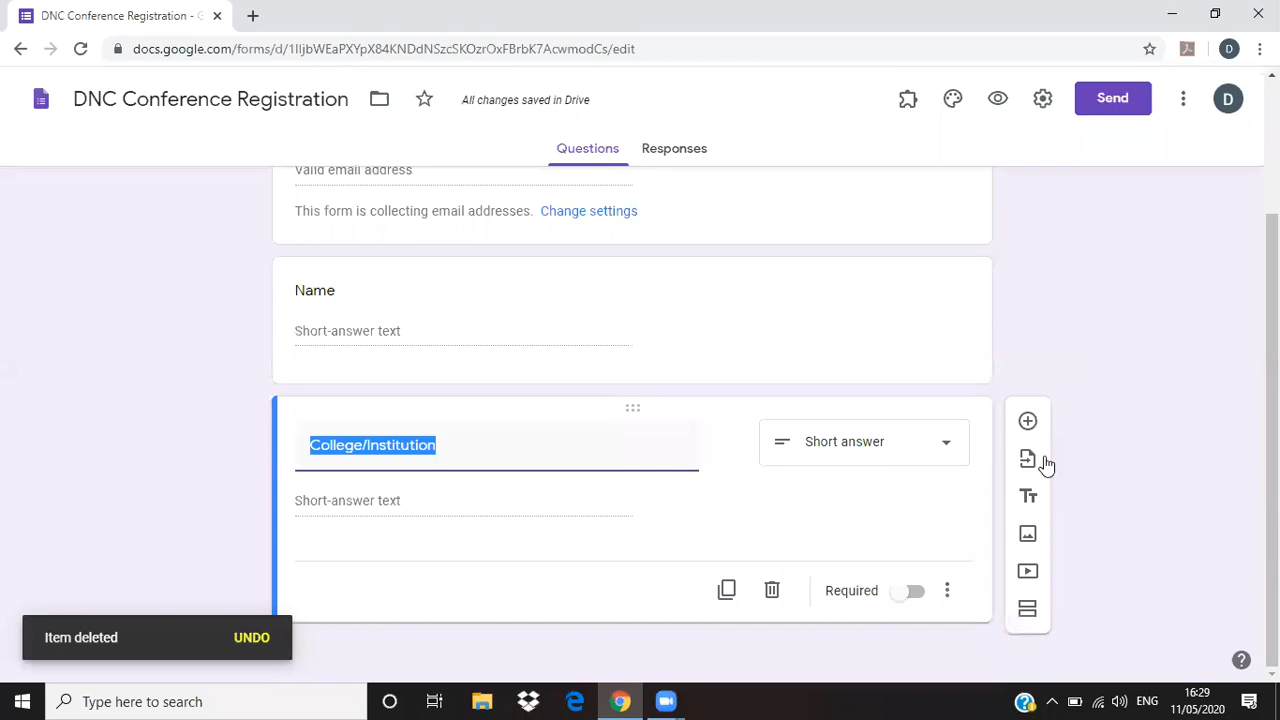 DNC Conference Registration - G
docs.google.com/forms/d/1lljbWEaPXYpX84KNDdNSzcSKOzrOxFBrbK7AcwmodCs/edit
D
DNC Conference Registration
All changes saved in Drive
Send
D
Questions
Responses
Valid email address
This form is collecting email addresses. Change settings
Name
Short-answer text
College/Institution
Short answer
Short-answer text
Required
Item deleted
UNDO
Type here to search
ENG
16:29
11/05/2020